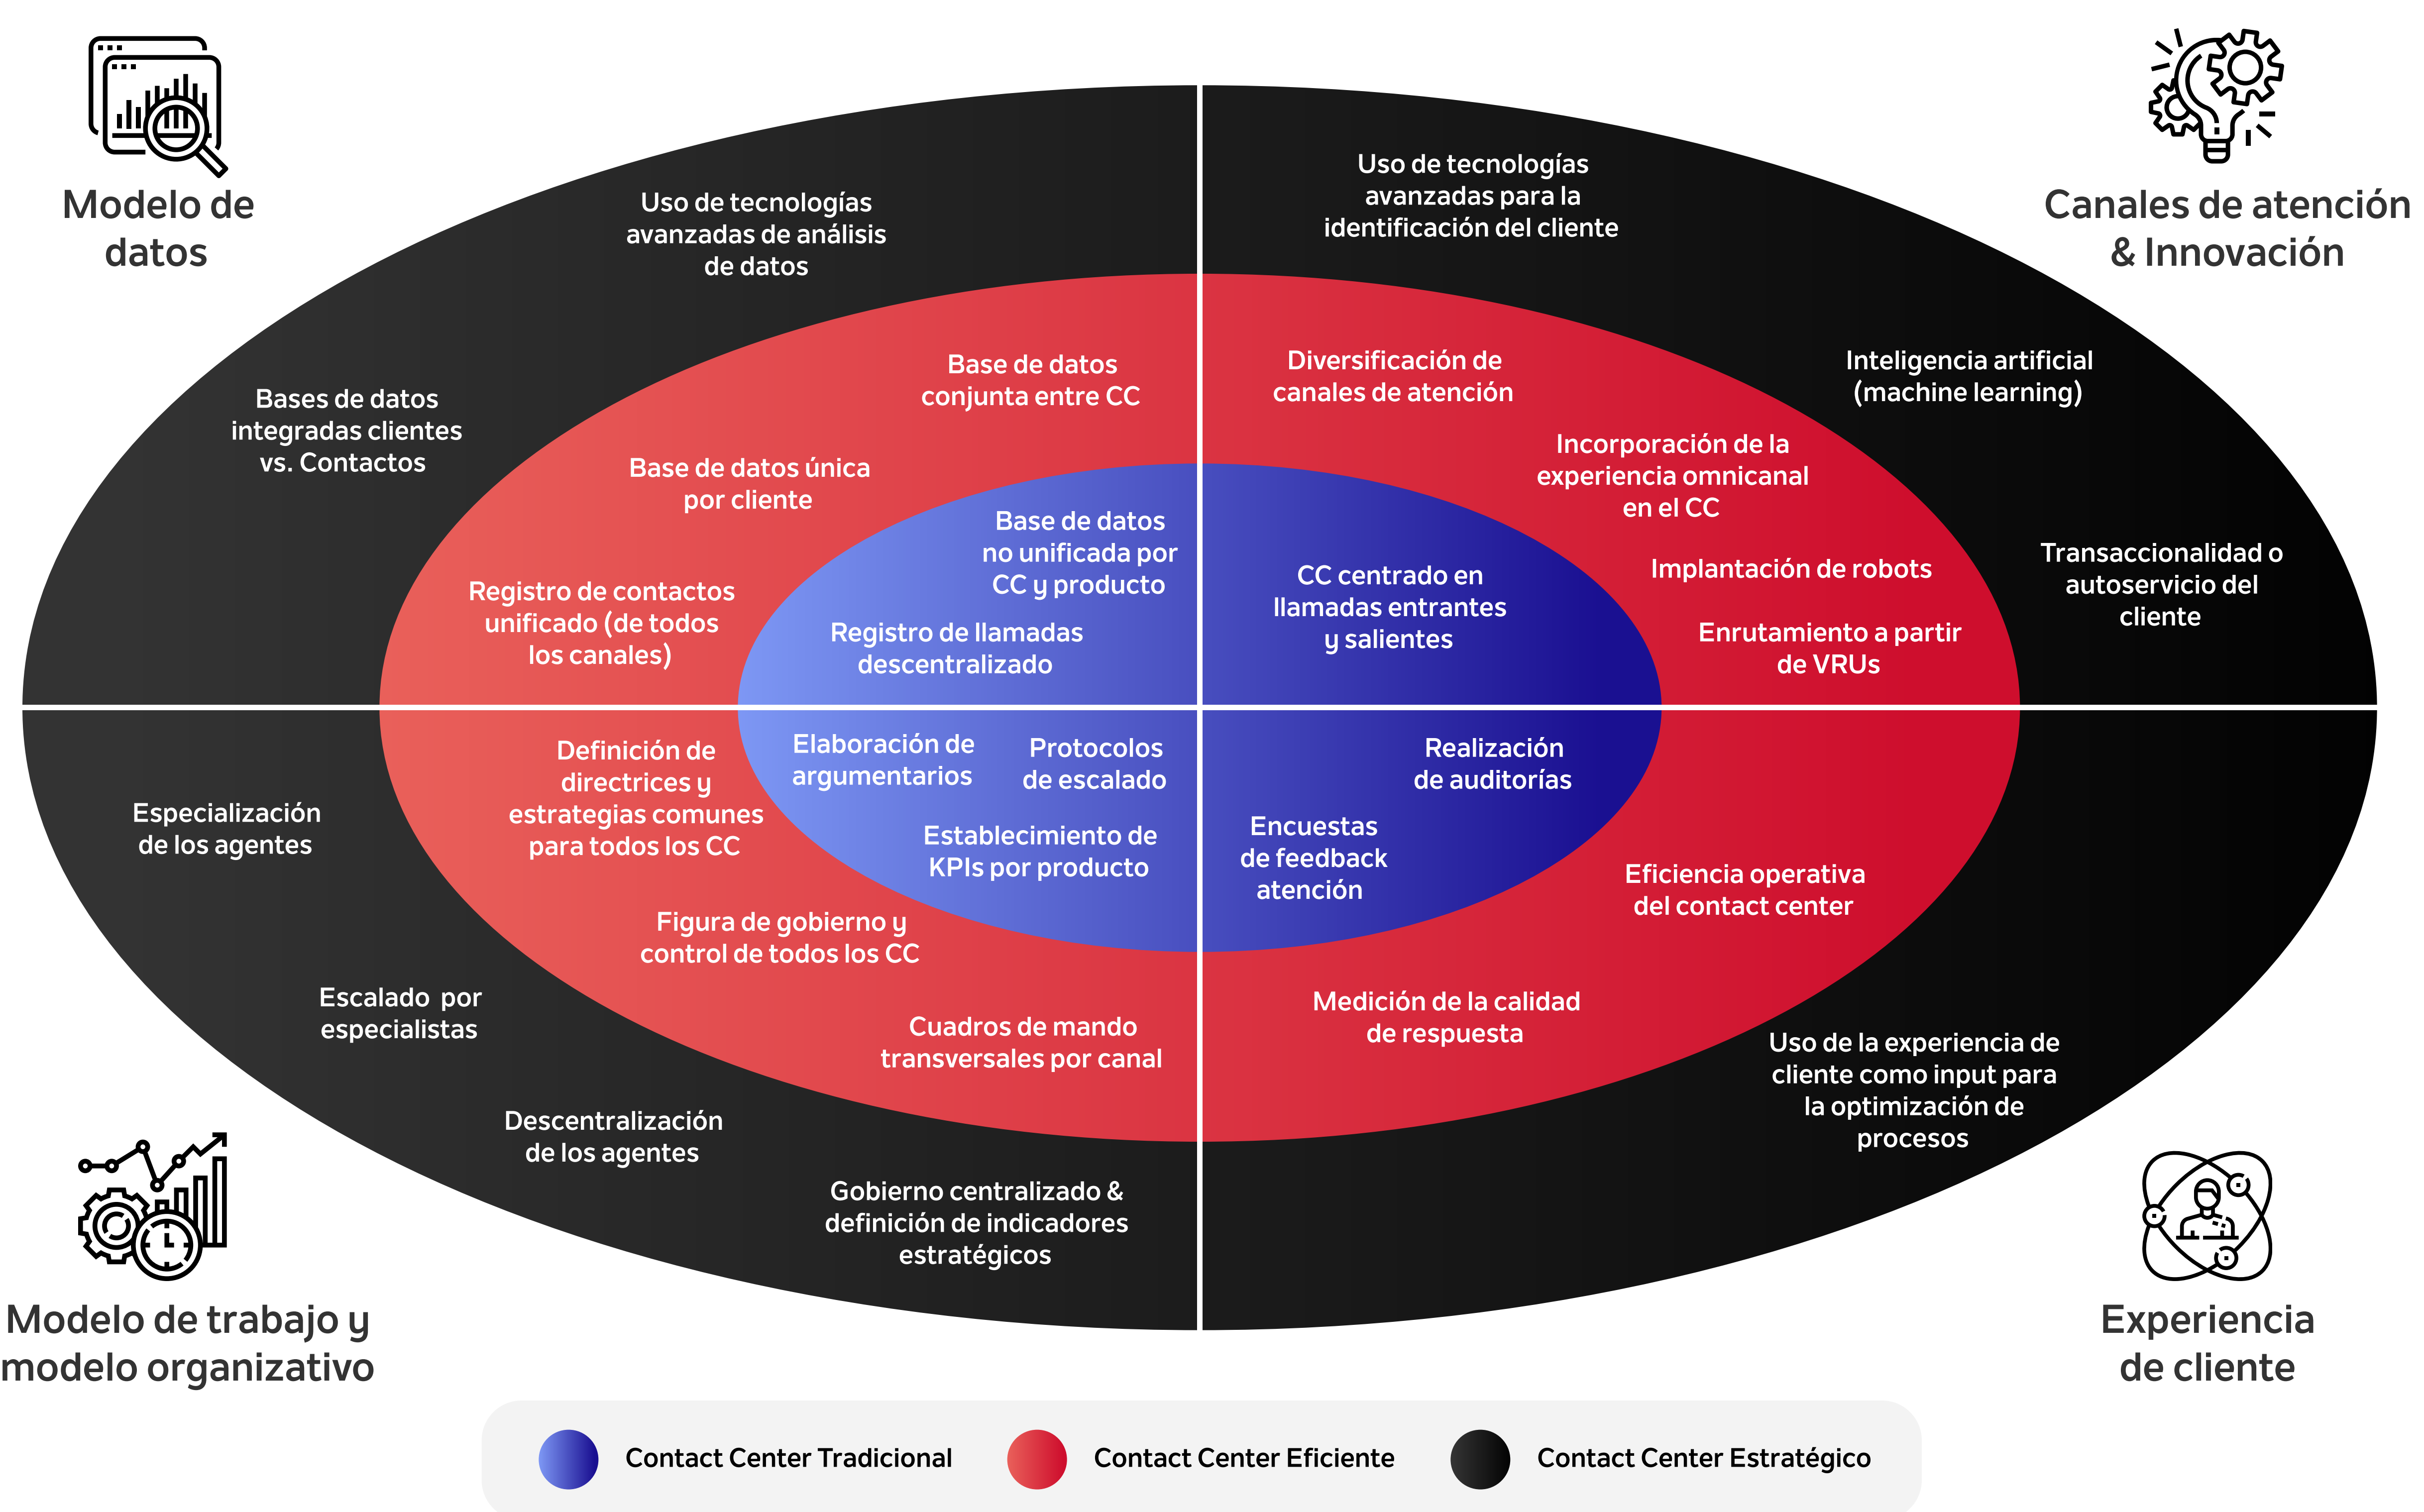 Modelo de
datos
Canales de atención
& Innovación
Uso de tecnologías
avanzadas de análisis
de datos
Bases de datos
integradas clientes
vs. Contactos
Base de datos
conjunta entre CC
Base de datos única
por cliente
Registro de contactos
unificado (de todos
los canales)
Base de datos
no unificada por
CC y producto
Registro de llamadas
descentralizado
Uso de tecnologías
avanzadas para la
identificación del cliente
Inteligencia artificial
(machine learning)
Transaccionalidad o
autoservicio del
cliente
Diversificación de
canales de atención
Incorporación de la
experiencia omnicanal
en el CC
Implantación de robots
Enrutamiento a partir
de VRUs
CC centrado en
llamadas entrantes
y salientes
Elaboración de
argumentarios
Protocolos
de escalado
Establecimiento de
KPIs por producto
Definición de
directrices y
estrategias comunes
para todos los CC
Figura de gobierno y
control de todos los CC
Cuadros de mando
transversales por canal
Especialización
de los agentes
Escalado por
especialistas
Descentralización
de los agentes
Gobierno centralizado &
definición de indicadores
estratégicos
Realización
de auditorías
Encuestas
de feedback
atención
Eficiencia operativa
del contact center
Medición de la calidad
de respuesta
Uso de la experiencia de
cliente como input para
la optimización de
procesos
Modelo de trabajo y
modelo organizativo
Experiencia
de cliente
Contact Center Tradicional
Contact Center Eficiente
Contact Center Estratégico